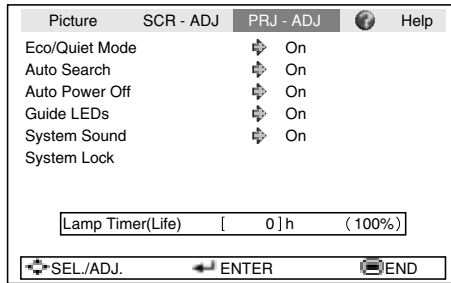 Picture SCR - ADJ PRJ - ADJ ? Help
Eco/Quiet Mode On
Auto Search On
Auto Power Off On
Guide LEDs On
System Sound On
System Lock
Lamp Timer(Life) [ 0 ] h (100%)
SEL./ADJ. ENTER END